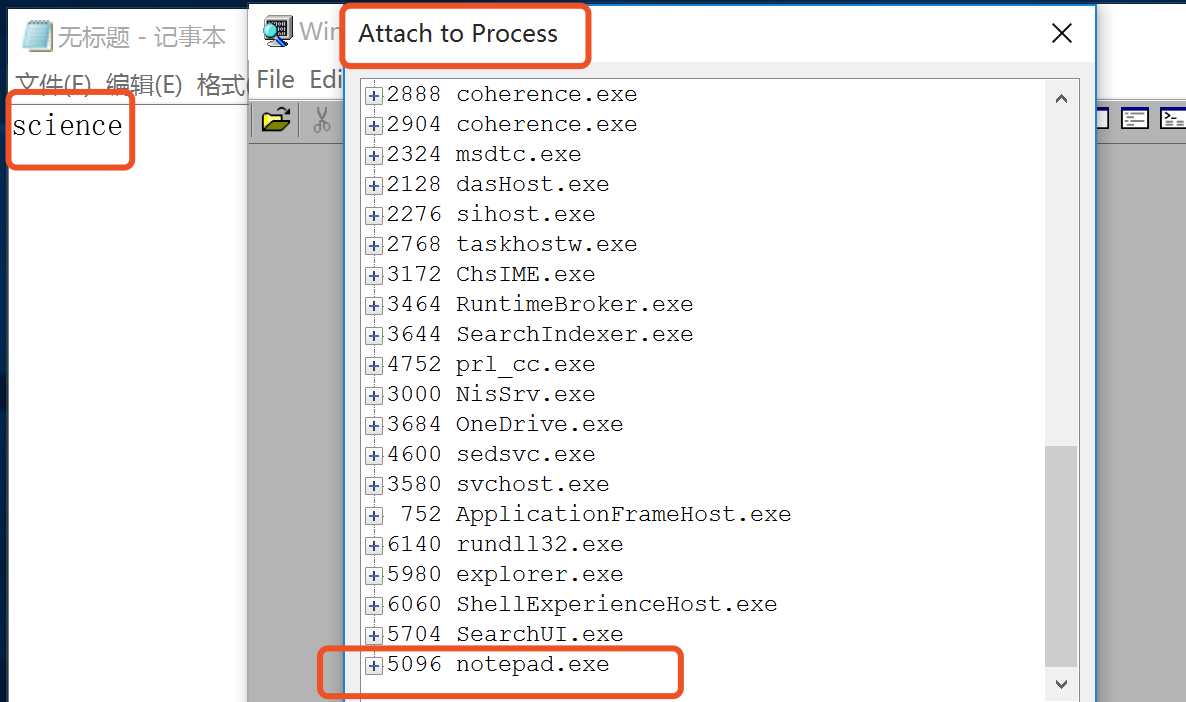 无标题 - 记事本
文件(F) 编辑(E) 格式(
science
Win
File Edi
Attach to Process
2888 coherence.exe
2904 coherence.exe
2324 msdtc.exe
2128 dasHost.exe
2276 sihost.exe
2768 taskhostw.exe
3172 ChsIME.exe
3464 RuntimeBroker.exe
3644 SearchIndexer.exe
4752 prl_cc.exe
3000 NisSrv.exe
3684 OneDrive.exe
4600 sedsvc.exe
3580 svchost.exe
752 ApplicationFrameHost.exe
6140 rundll32.exe
5980 explorer.exe
6060 ShellExperienceHost.exe
5704 SearchUI.exe
5096 notepad.exe